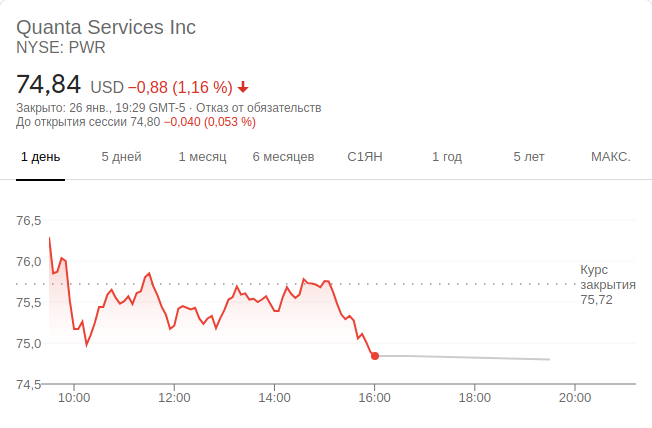 Quanta Services Inc
NYSE: PWR
74,84 USD −0,88 (1,16 %)
Закрыто: 26 янв., 19:29 GMT-5 · Отказ от обязательств
До открытия сессии 74,80 −0,040 (0,053 %)
1 день 5 дней 1 месяц 6 месяцев С1ЯН 1 год 5 лет МАКС.
76,5
76,0
Курс
закрытия
75,72
75,5
75,0
74,5
10:00 12:00 14:00 16:00 18:00 20:00